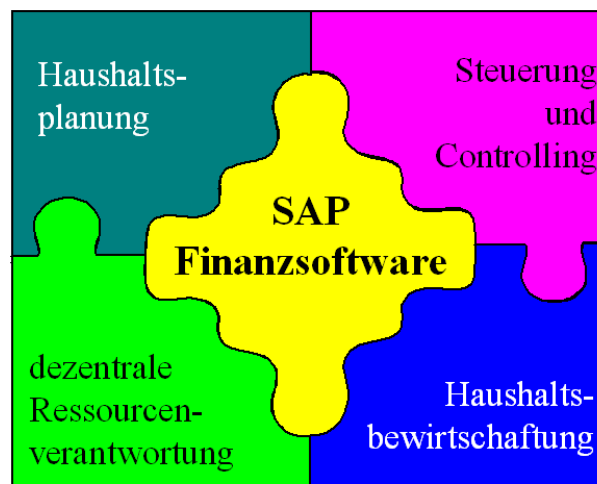 Haushalts-
planung
Steuerung
und
Controlling
SAP
Finanzsoftware
dezentrale
Ressourcen-
verantwortung
Haushalts-
bewirtschaftung